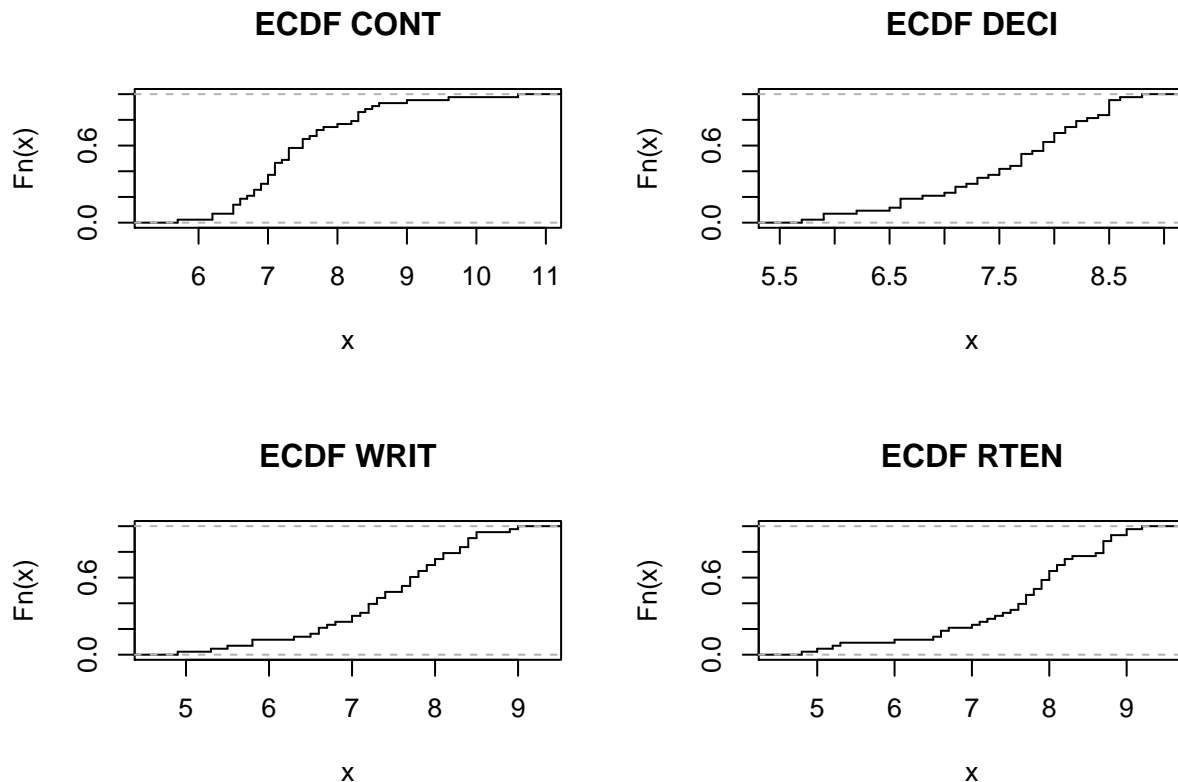 ECDF CONT
Fn(x)
0.0 0.6
6 7 8 9 10 11
x
ECDF DECI
Fn(x)
0.0 0.6
5.5 6.5 7.5 8.5
x
ECDF WRIT
Fn(x)
0.0 0.6
5 6 7 8 9
x
ECDF RTEN
Fn(x)
0.0 0.6
5 6 7 8 9
x